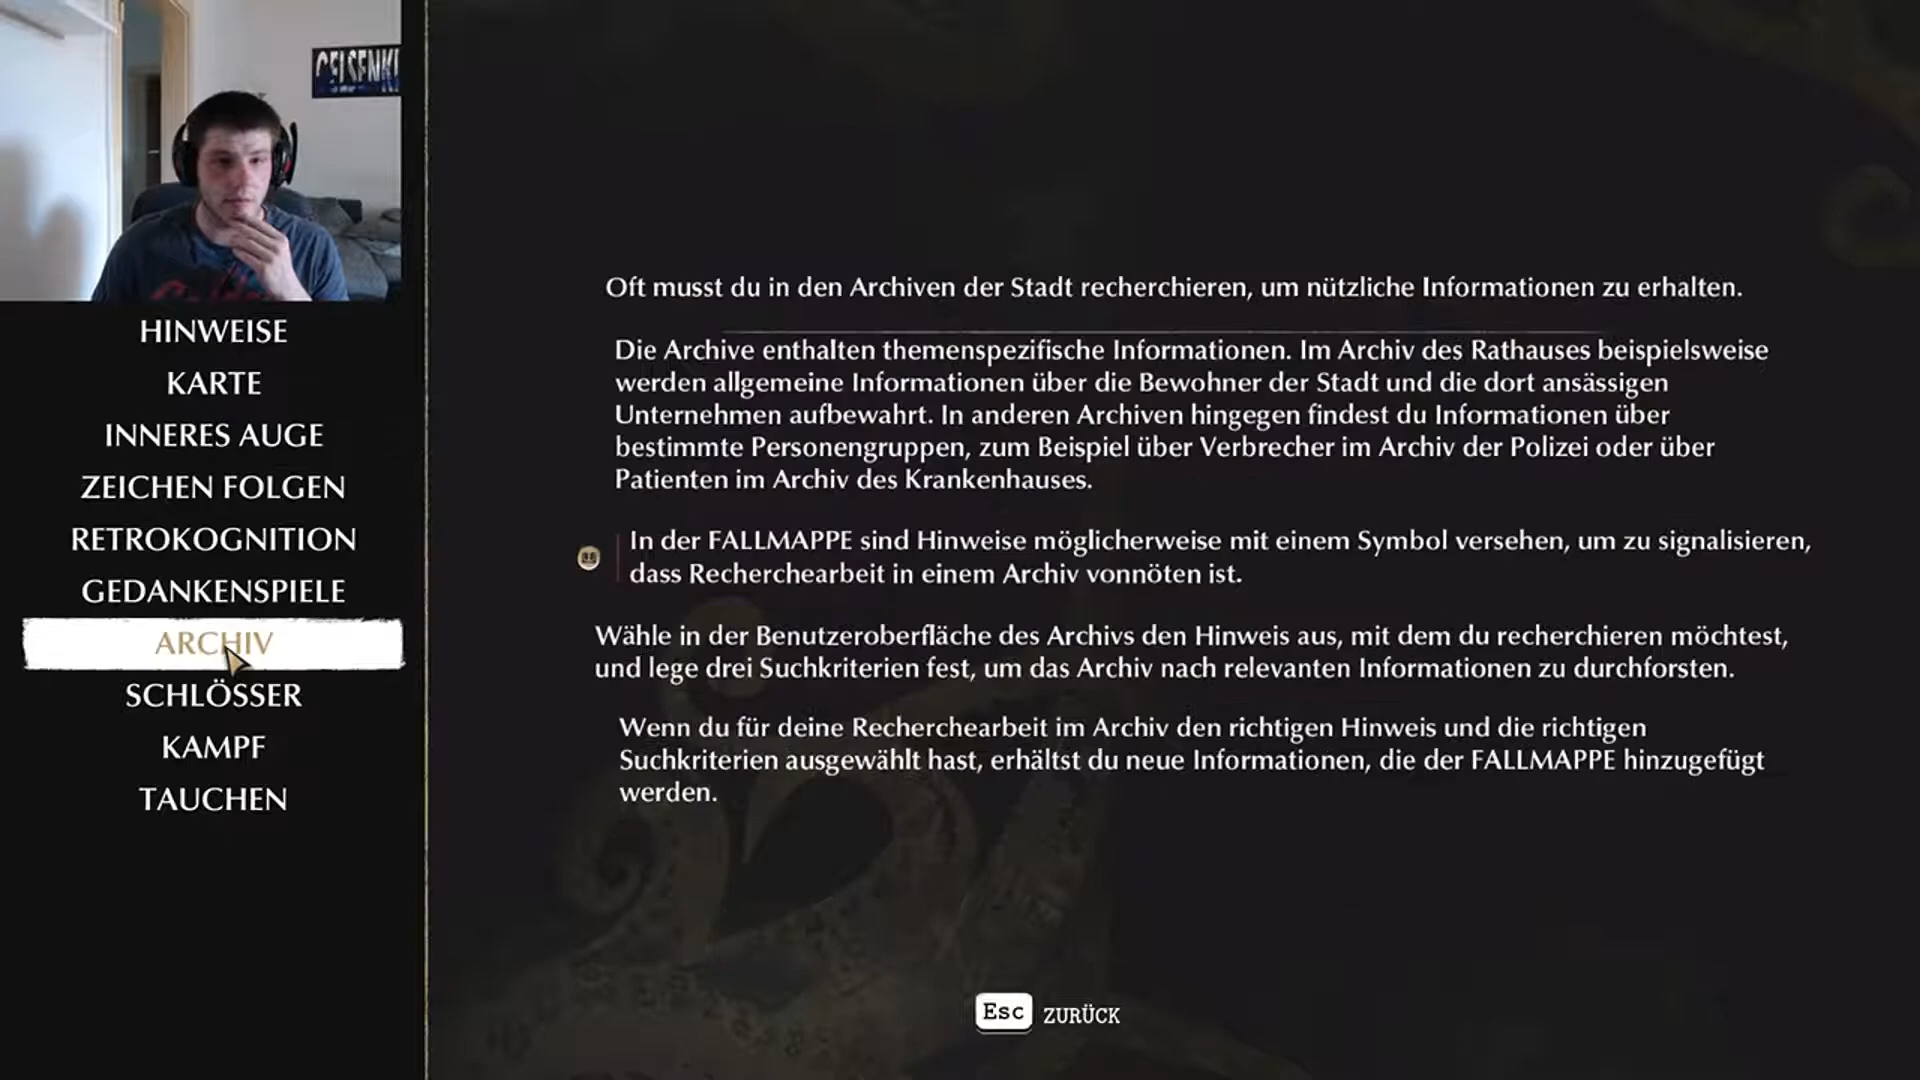 HINWEISE
KARTE
INNERES AUGE
ZEICHEN FOLGEN
RETROKOGNITION
GEDANKENSPIELE
ARCHIV
SCHLÖSSER
KAMPF
TAUCHEN
Oft musst du in den Archiven der Stadt recherchieren, um nützliche Informationen zu erhalten.
Die Archive enthalten themenspezifische Informationen. Im Archiv des Rathauses beispielsweise
werden allgemeine Informationen über die Bewohner der Stadt und die dort ansässigen
Unternehmen aufbewahrt. In anderen Archiven hingegen findest du Informationen über
bestimmte Personengruppen, zum Beispiel über Verbrecher im Archiv der Polizei oder über
Patienten im Archiv des Krankenhauses.
In der FALLMAPPE sind Hinweise möglicherweise mit einem Symbol versehen, um zu signalisieren,
dass Recherchearbeit in einem Archiv vonnöten ist.
Wähle in der Benutzeroberfläche des Archivs den Hinweis aus, mit dem du recherchieren möchtest,
und lege drei Suchkriterien fest, um das Archiv nach relevanten Informationen zu durchforsten.
Wenn du für deine Recherchearbeit im Archiv den richtigen Hinweis und die richtigen
Suchkriterien ausgewählt hast, erhältst du neue Informationen, die der FALLMAPPE hinzugefügt
werden.
Esc ZURÜCK